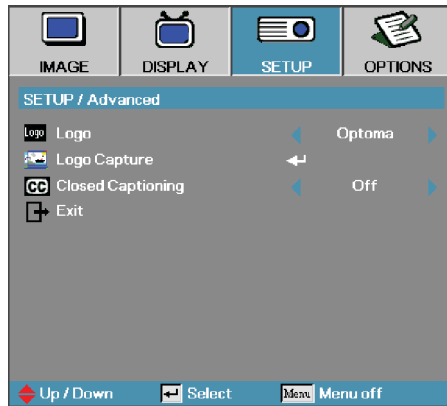 IMAGE DISPLAY SETUP OPTIONS
SETUP / Advanced
Logo Logo Optoma
Logo Capture
CC Closed Captioning Off
Exit
Up / Down Select Menu Menu off